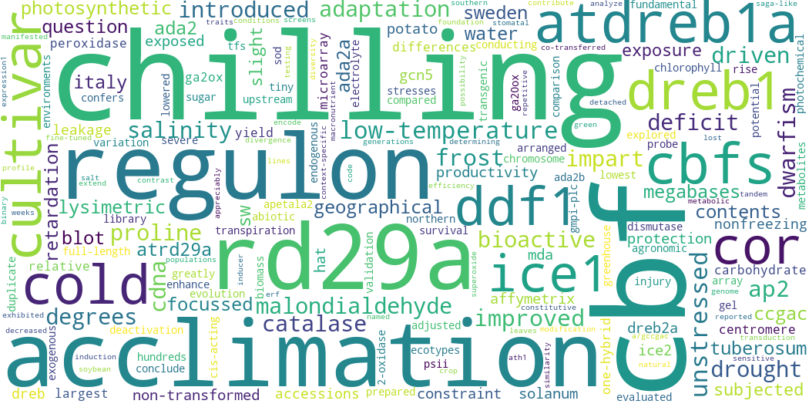 photosynthetic introduced adaptation sweden atdreb1a fundamental saga-like
question ada2 potato water southern contribute analyze
peroxidase exposed slight differences conducting foundation stomatal
cultivar chilling microarray ada2a electrolyte gcn5 exposure driven
italy ga2ox tfs sod stresses compared transgenic ga20ox repetitive comparison
traits conditions screens testing diversity macronutrient possibility co-transferred
expression1 manifested environments confers lowered sugar upstream tiny
chlorophyll rise potential photochemical dreb1 detached green
leakage salinity yield low-temperature arranged explored lost deficit
variation severe encode endogenous context-specific generations determining chromosome probe dwarfism
fine-tuned profile divergence lines code lowest
regulon frost impart cbfs
salt extend contrast appreciably productivity efficiency ada2b megabases tandem metabolites
retardation lysimetric library sw apetala2 geographical ddf1 gmpi-plc metabolic
binary weeks blot proline abiotic northern contents
transpiration survival dismutase nonfreezing
full-length atrd29a rd29a hat validation bioactive greenhouse protection agronomic cor
duplicate relative cdna populations biomass superoxide mda ice1 cbf unstressed carbohydrate
greatly enhance evolution inducer erf affymetrix injury array genome
cold focused malondialdehyde constitutive improved gel reported ap2
exhibited degrees catalase named adjusted modification dreb2a centromere ccgac
decreased exogenous deactivation cis-acting leaves a/gccgac ice2 transduction
acclimation 2-oxidase ecotypes psii one-hybrid natural tuberosum
induction hundreds ath1 similarity sensitive drought
soybean conclude crop
dreb largest non-transformed accessions prepared constraint solanum evaluated subjected